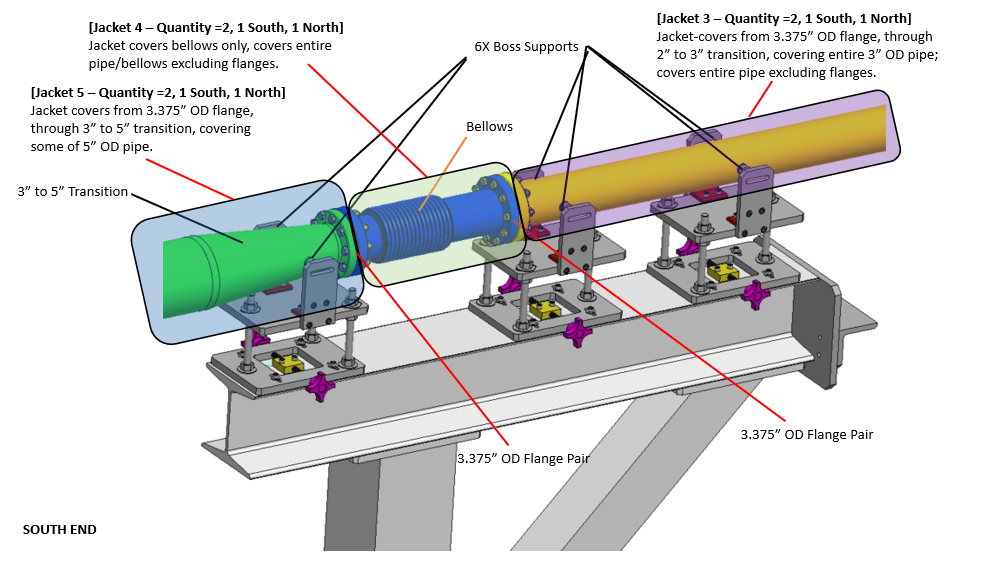 [Jacket 4 – Quantity =2, 1 South, 1 North]
Jacket covers bellows only, covers entire
pipe/bellows excluding flanges.
6X Boss Supports
[Jacket 3 – Quantity =2, 1 South, 1 North]
Jacket-covers from 3.375” OD flange, through
2” to 3” transition, covering entire 3” OD pipe;
covers entire pipe excluding flanges.
[Jacket 5 – Quantity =2, 1 South, 1 North]
Jacket covers from 3.375” OD flange,
through 3” to 5” transition, covering
some of 5” OD pipe.
Bellows
3” to 5” Transition
3.375” OD Flange Pair
3.375” OD Flange Pair
SOUTH END